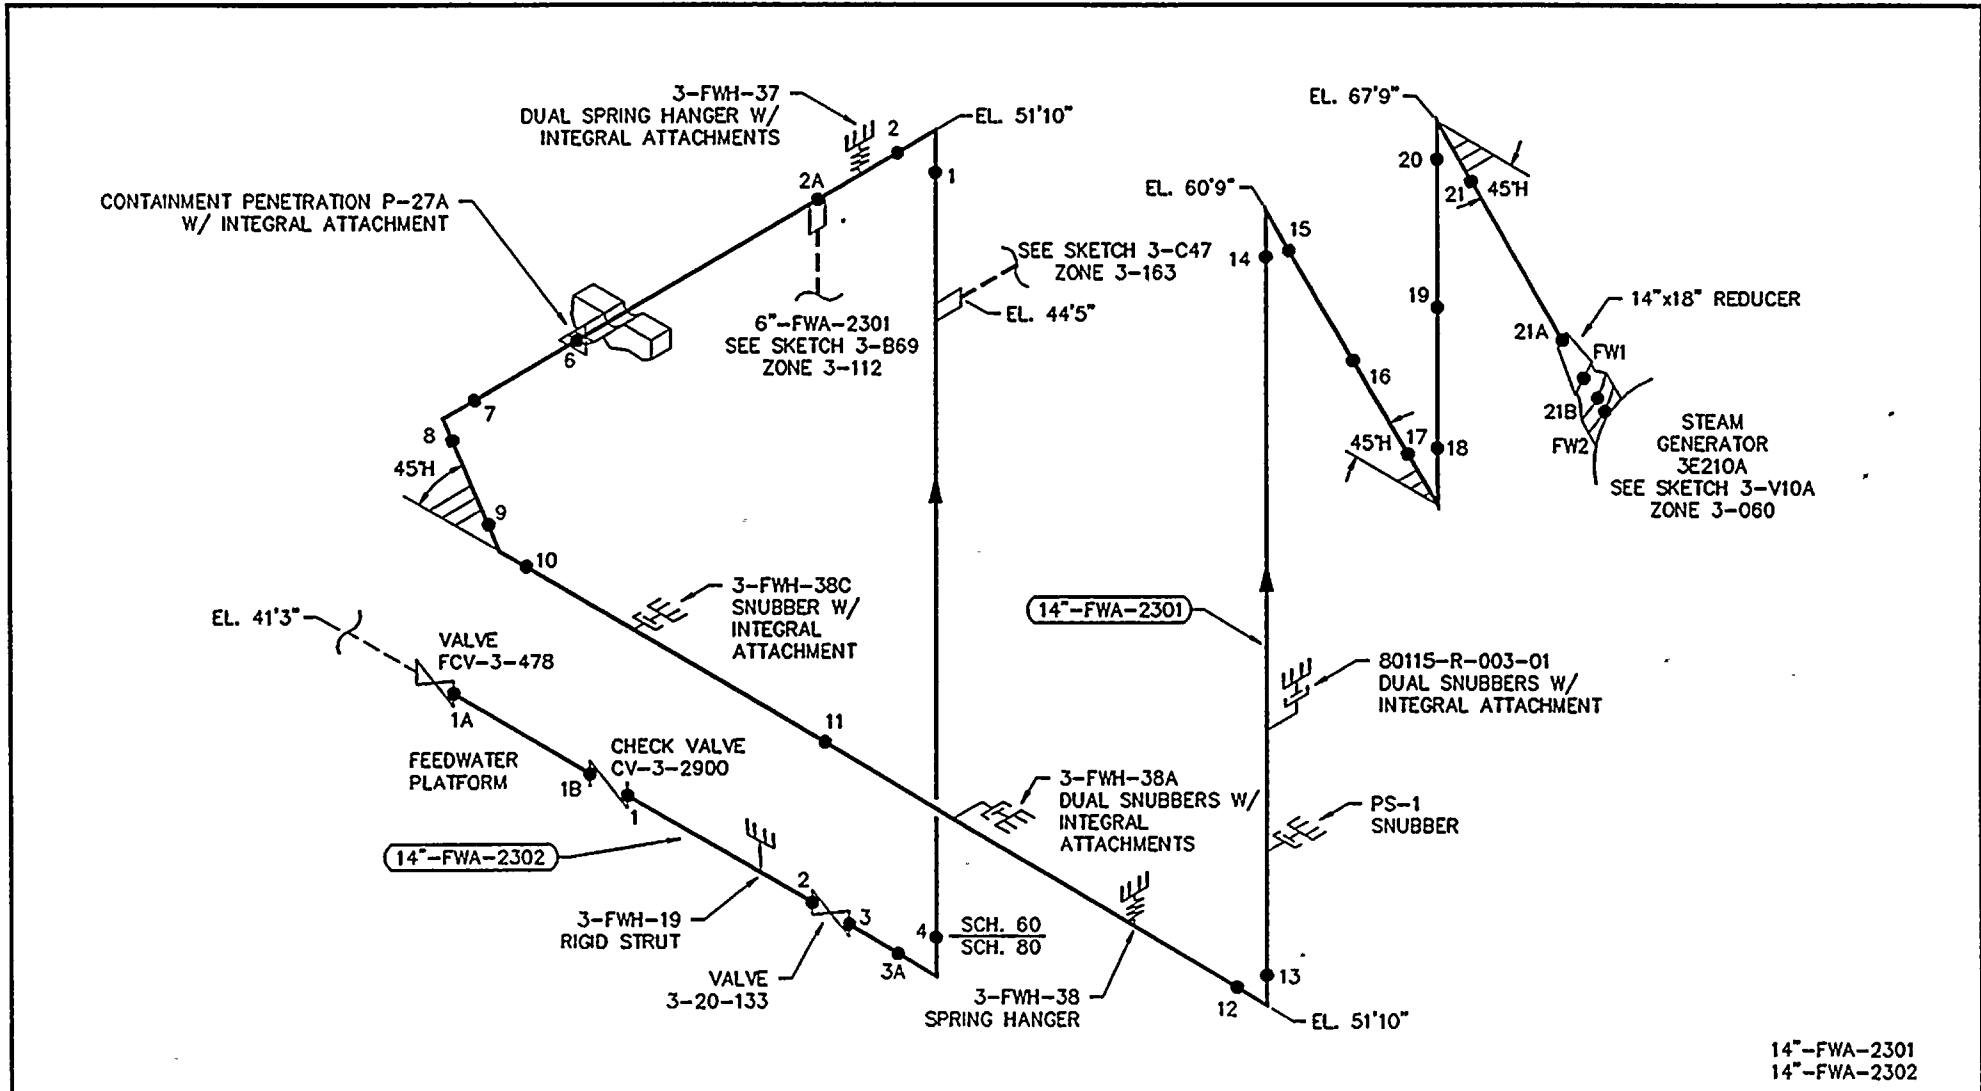 3-FWH-37
DUAL SPRING HANGER W/
INTEGRAL ATTACHMENTS
2
EL. 51'10"
1
2A
CONTAINMENT PENETRATION P-27A
W/ INTEGRAL ATTACHMENT
6
6"-FWA-2301
SEE SKETCH 3-B69
ZONE 3-112
SEE SKETCH 3-C47
ZONE 3-163
EL. 44'5"
7
8
45°H
9
10
EL. 67'9"
20
21
45°H
EL. 60'9"
15
14
19
14"x18" REDUCER
21A
FW1
16
21B
FW2
17
45°H
18
STEAM
GENERATOR
3E210A
SEE SKETCH 3-V10A
ZONE 3-060
3-FWH-38C
SNUBBER W/
INTEGRAL
ATTACHMENT
EL. 41'3"
VALVE
FCV-3-478
1A
FEEDWATER
PLATFORM
CHECK VALVE
CV-3-2900
1B
1
11
14"-FWA-2301
80115-R-003-01
DUAL SNUBBERS W/
INTEGRAL ATTACHMENT
3-FWH-38A
DUAL SNUBBERS W/
INTEGRAL
ATTACHMENTS
PS-1
SNUBBER
14"-FWA-2302
2
3
3-FWH-19
RIGID STRUT
4
SCH. 60
SCH. 80
3A
VALVE
3-20-133
3-FWH-38
SPRING HANGER
13
12
EL. 51'10"
14"-FWA-2301
14"-FWA-2302